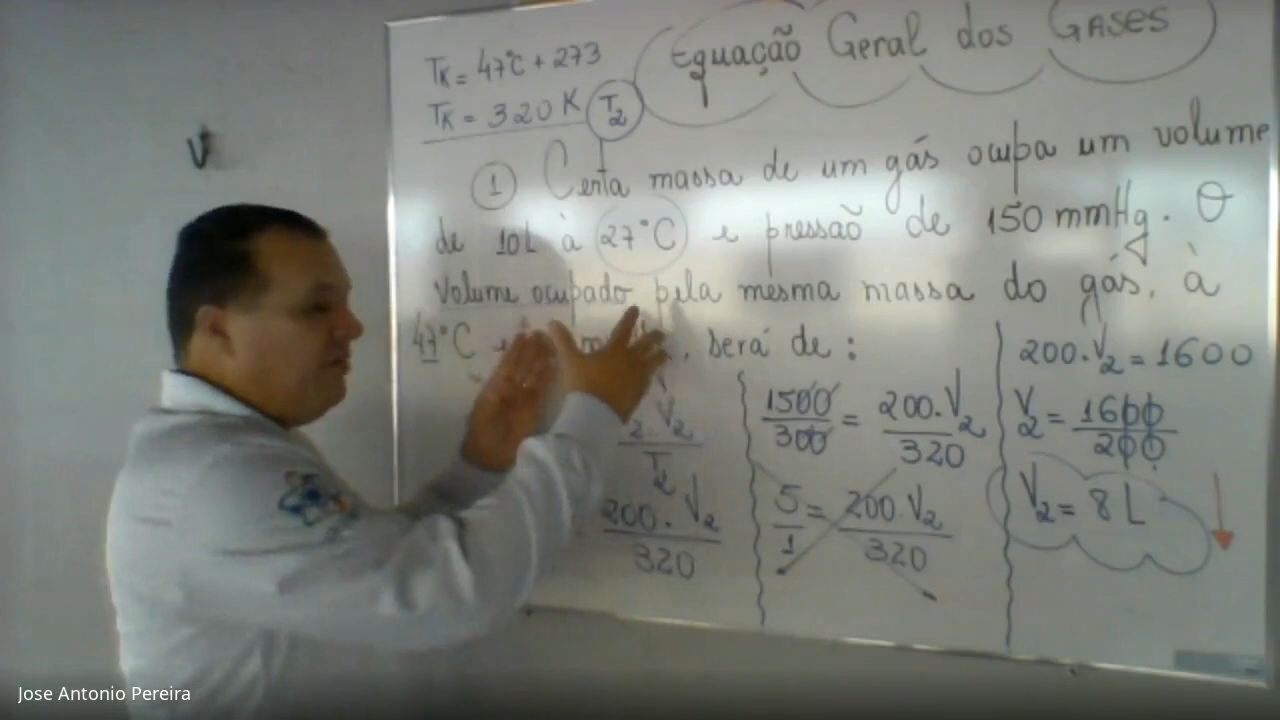 TK = 47°C + 273
TK = 320 K T2
Equação Geral dos Gases
1 Certa massa de um gás ocupa um volume
de 10L à 27°C e pressão de 150 mmHg. O
volume ocupado pela mesma massa do gás, à
47°C e será de:
V2
T2
200. V2
320
1500 = 200. V2
300 320
5 = 200 V2
1 320
200. V2 = 1600
V2 = 1600
200
V2 = 8 L
Jose Antonio Pereira